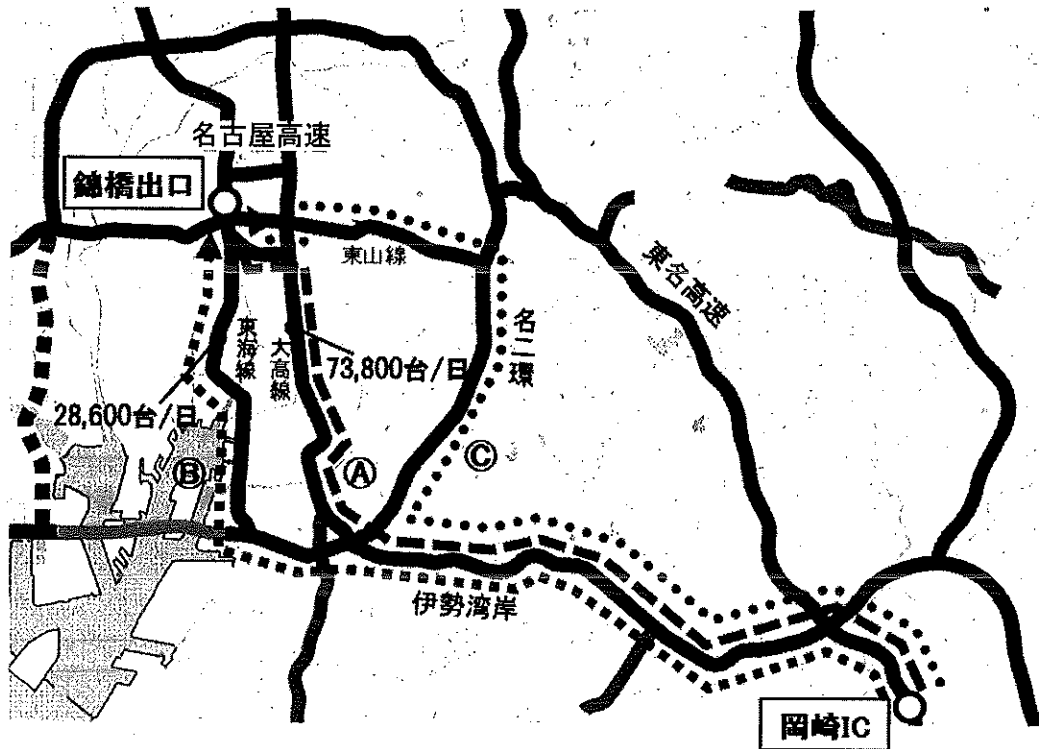 名古屋高速
錦橋出口
東山線
東名高速
名二環
東海線
大高線
73,800台/日
28,600台/日
Ⓐ
Ⓑ
Ⓒ
伊勢湾岸
岡崎IC